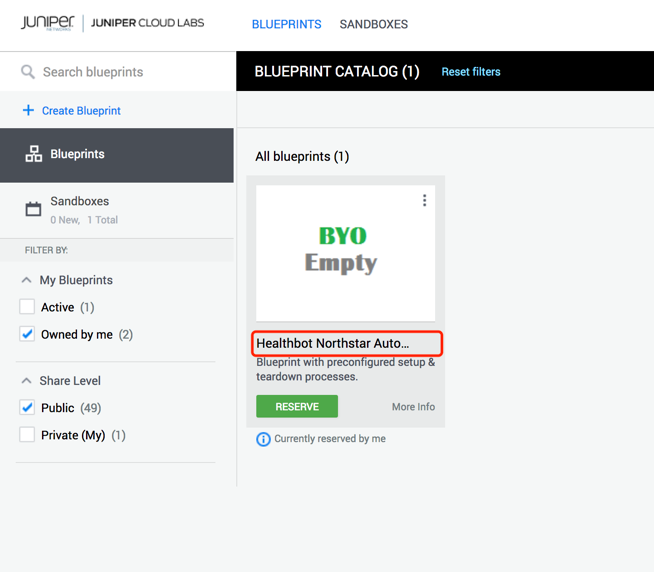 JUNIPER NETWORKS JUNIPER CLOUD LABS BLUEPRINTS SANDBOXES
Search blueprints
BLUEPRINT CATALOG (1) Reset filters
Create Blueprint
Blueprints
Sandboxes
0 New, 1 Total
FILTER BY:
My Blueprints
Active (1)
Owned by me (2)
Share Level
Public (49)
Private (My) (1)
All blueprints (1)
BYO
Empty
Healthbot Northstar Auto...
Blueprint with preconfigured setup &
teardown processes.
RESERVE More Info
Currently reserved by me